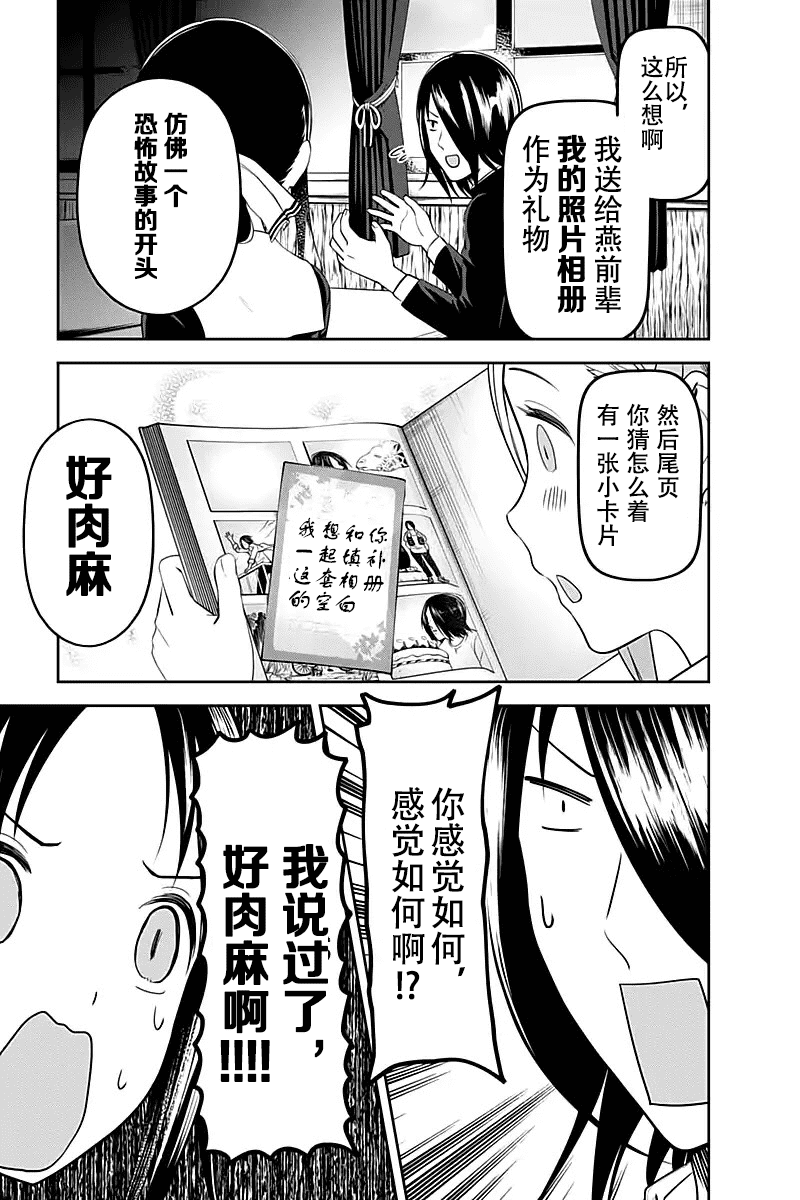 所以,
这么想啊
我送给燕前辈
我的照片相册
作为礼物
仿佛一个
恐怖故事的开头
然后尾页
你猜怎么着
有一张小卡片
我想和你
一起填补
这套相册
的空白
好肉麻
你感觉如何,
感觉如何啊!?
我说过了,
好肉麻啊!!!!